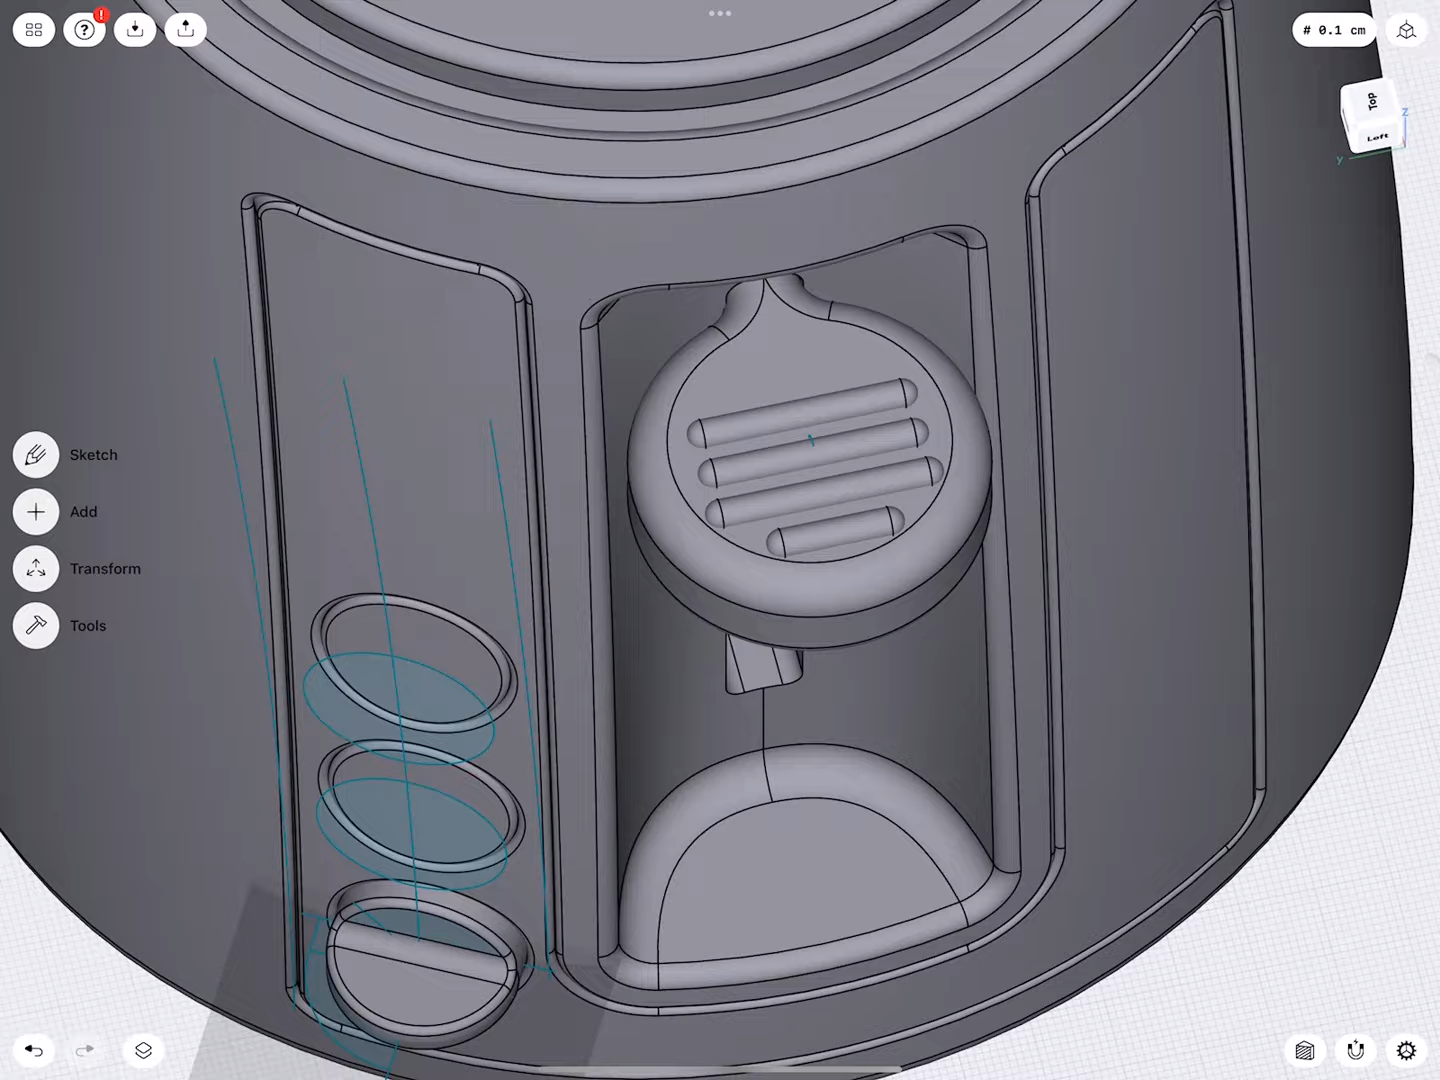 ?
!
# 0.1 cm
Top
Left
Z
y
Sketch
Add
Transform
Tools